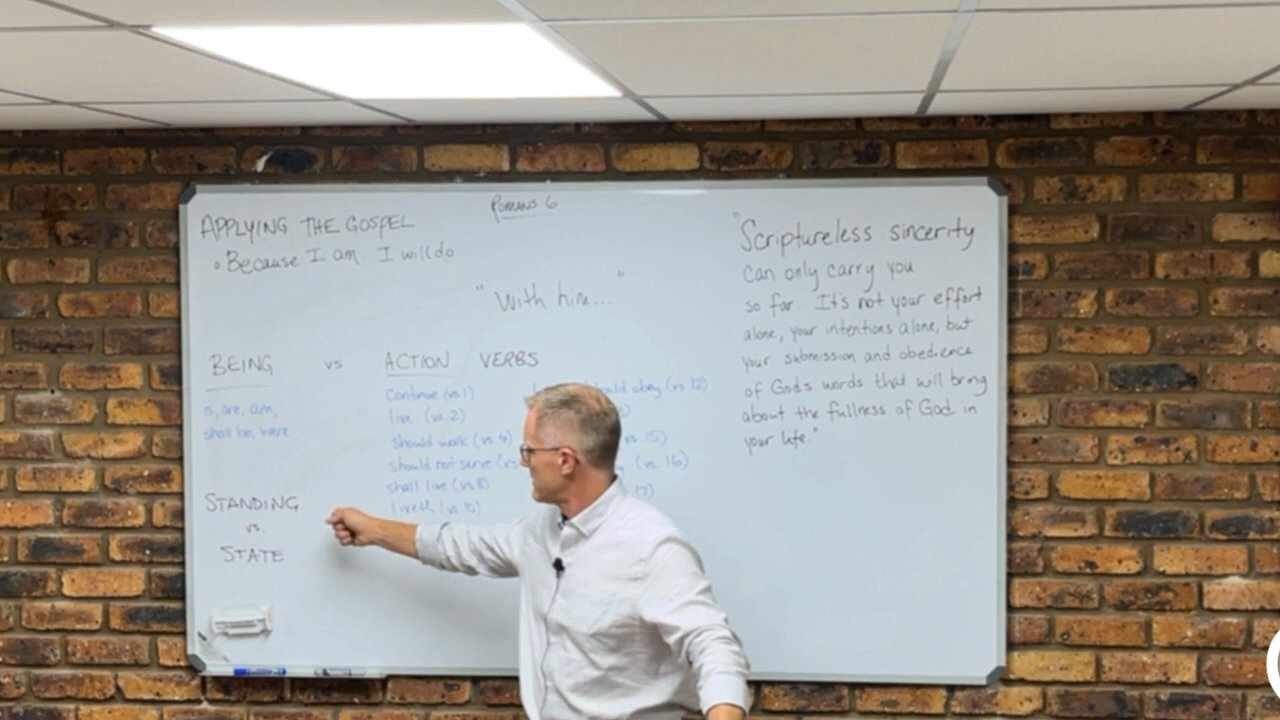 Romans 6
APPLYING THE GOSPEL
• Because I am.. I will do
"With him..."
BEING vs ACTION VERBS
is, are, am,
shall be, were
Continue (vs 1)
live (vs. 2)
should walk (vs. 4)
should not serve (vs
shall live (vs 8)
liveth (vs. 10)
should obey (vs. 12)
vs. 15)
(vs. 16)
STANDING
vs.
STATE
"Scriptureless sincerity
can only carry you
so far. It's not your effort
alone, your intentions alone, but
your submission and obedience
of God's words that will bring
about the fullness of God in
your life."